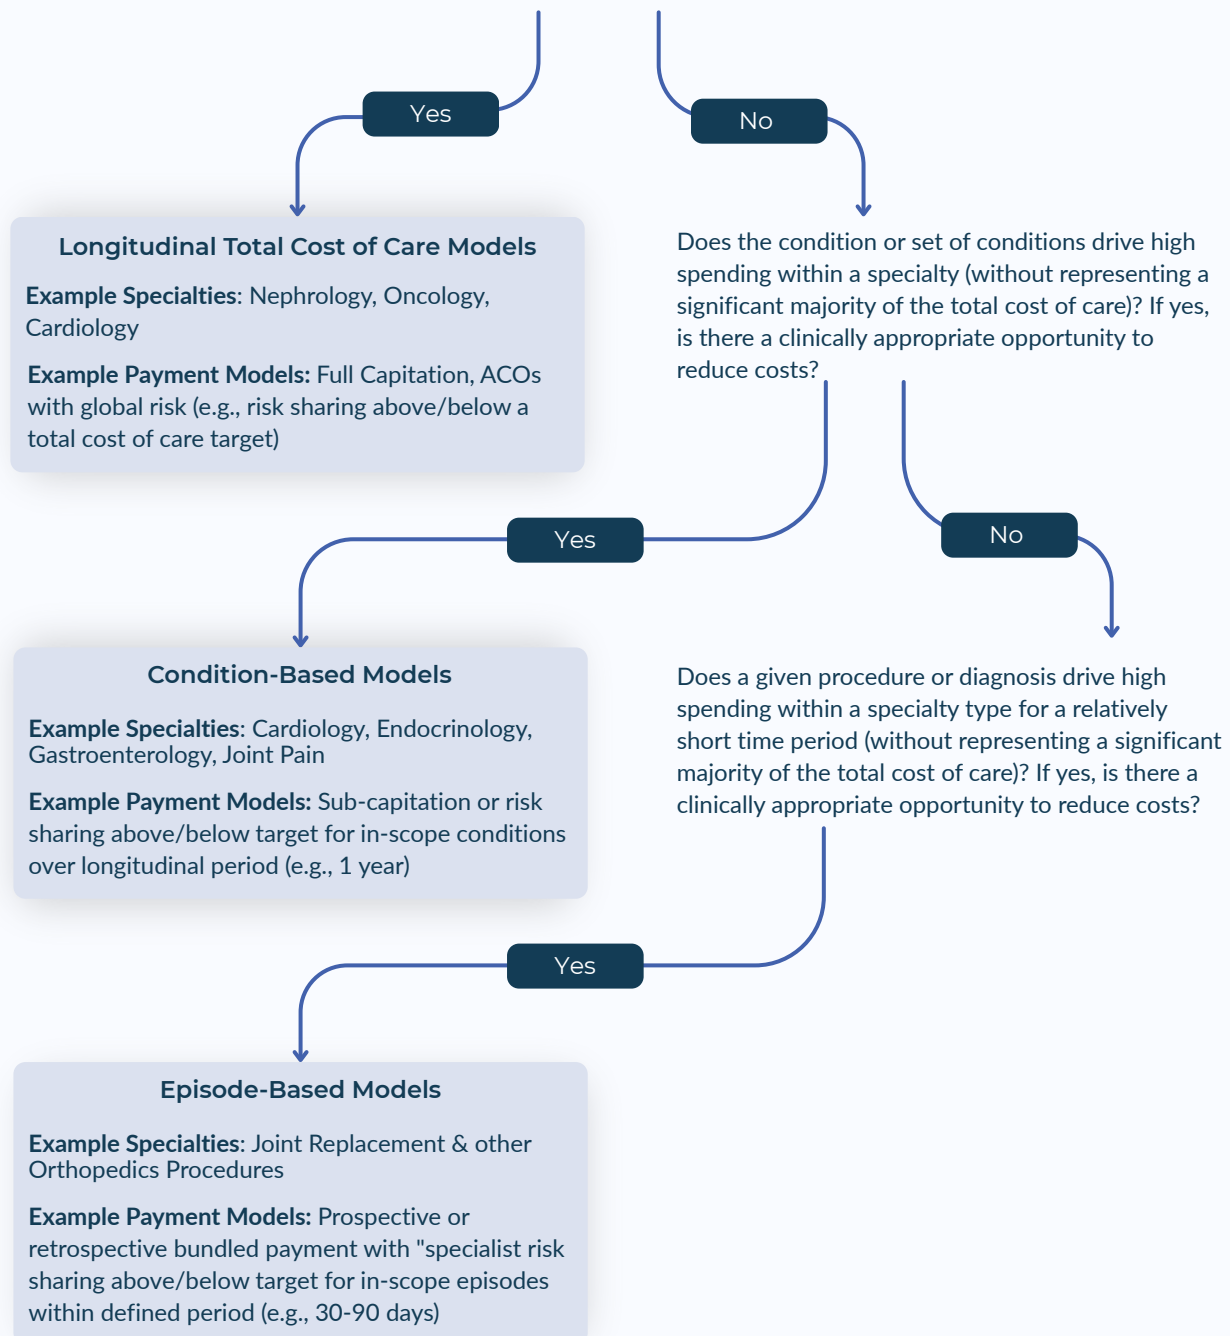 Yes
No
Longitudinal Total Cost of Care Models
Example Specialties: Nephrology, Oncology,
Cardiology
Example Payment Models: Full Capitation, ACOs
with global risk (e.g., risk sharing above/below a
total cost of care target)
Does the condition or set of conditions drive high
spending within a specialty (without representing a
significant majority of the total cost of care)? If yes,
is there a clinically appropriate opportunity to
reduce costs?
Yes
No
Condition-Based Models
Example Specialties: Cardiology, Endocrinology,
Gastroenterology, Joint Pain
Example Payment Models: Sub-capitation or risk
sharing above/below target for in-scope conditions
over longitudinal period (e.g., 1 year)
Does a given procedure or diagnosis drive high
spending within a specialty type for a relatively
short time period (without representing a significant
majority of the total cost of care)? If yes, is there a
clinically appropriate opportunity to reduce costs?
Yes
Episode-Based Models
Example Specialties: Joint Replacement & other
Orthopedics Procedures
Example Payment Models: Prospective or
retrospective bundled payment with "specialist risk
sharing above/below target for in-scope episodes
within defined period (e.g., 30-90 days)